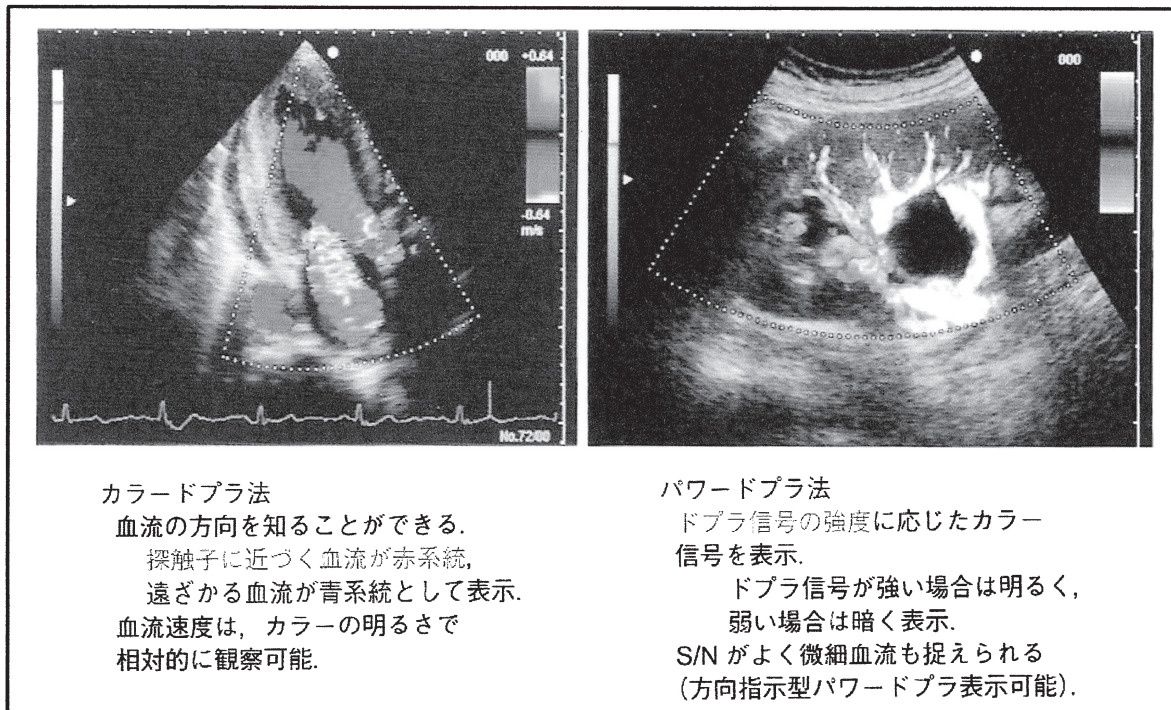 000 +0.64
-0.64
m/s
No.72/80
000
カラードプラ法
血流の方向を知ることができる.
探触子に近づく血流が赤系統,
遠ざかる血流が青系統として表示.
血流速度は, カラーの明るさで
相対的に観察可能.
パワードプラ法
ドプラ信号の強度に応じたカラー
信号を表示.
ドプラ信号が強い場合は明るく,
弱い場合は暗く表示.
S/N がよく微細血流も捉えられる
(方向指示型パワードプラ表示可能).